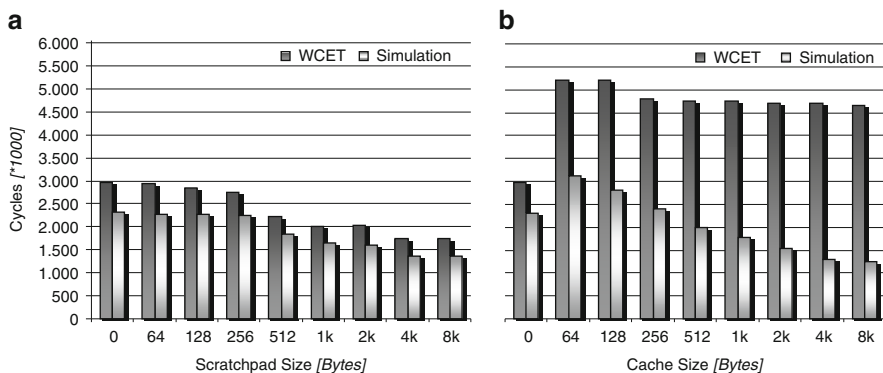 a
b
6.000
5.500
5.000
4.500
4.000
3.500
3.000
2.500
2.000
1.500
1.000
500
0
Cycles [*1000]
WCET Simulation
0 64 128 256 512 1k 2k 4k 8k
Scratchpad Size [Bytes]
WCET Simulation
0 64 128 256 512 1k 2k 4k 8k
Cache Size [Bytes]